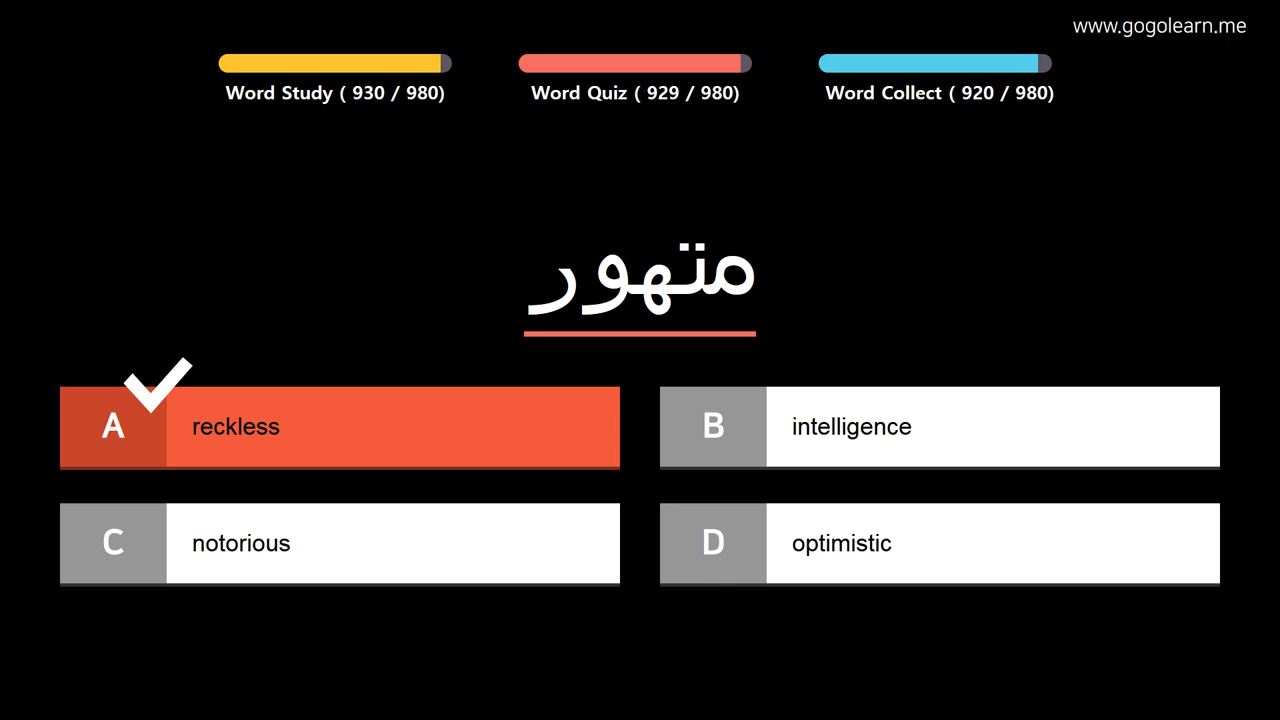 www.gogolearn.me
Word Study ( 930 / 980)
Word Quiz ( 929 / 980)
Word Collect ( 920 / 980)
متهور
A reckless
B intelligence
C notorious
D optimistic